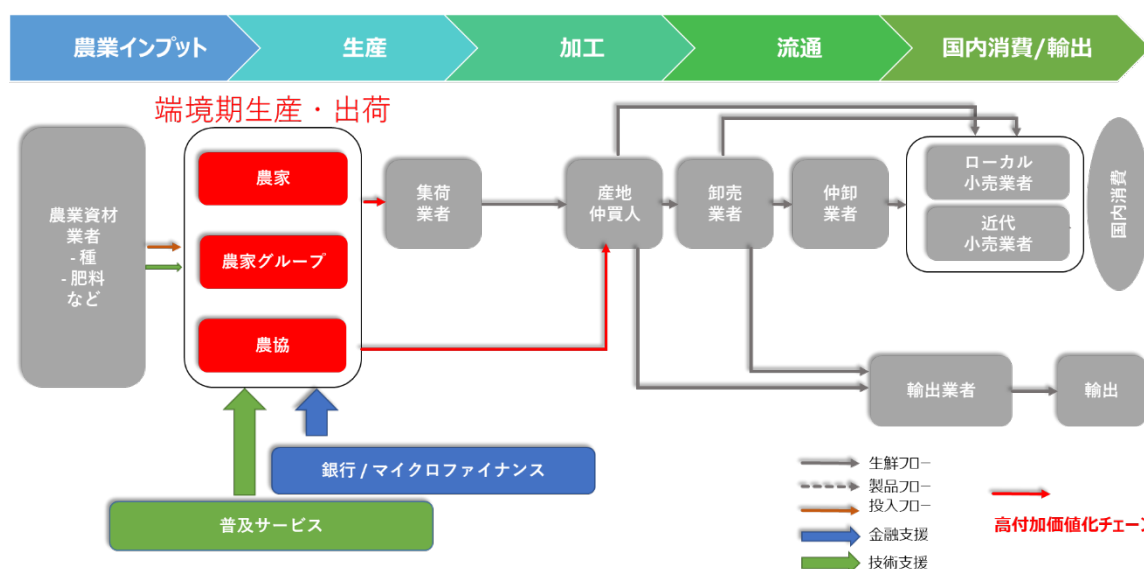 農業インプット
生産
加工
流通
国内消費/輸出
端境期生産・出荷
農業資材
業者
- 種
- 肥料
など
農家
農家グループ
農協
集荷
業者
産地
仲買人
卸売
業者
仲卸
業者
ローカル
小売業者
近代
小売業者
国内消費
輸出業者
輸出
銀行 / マイクロファイナンス
普及サービス
生鮮フロー
製品フロー
投入フロー
金融支援
技術支援
高付加価値化チェーン